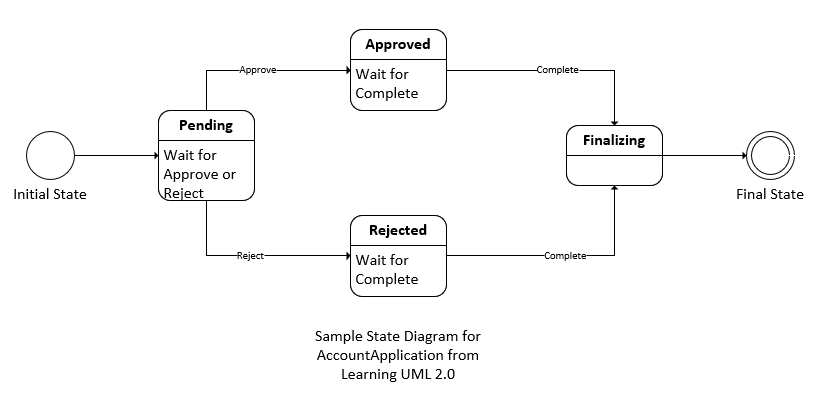 Approved
Wait for
Complete
Approve
Complete
Pending
Wait for
Approve or
Reject
Finalizing
Initial State
Final State
Rejected
Wait for
Complete
Reject
Complete
Sample State Diagram for
AccountApplication from
Learning UML 2.0